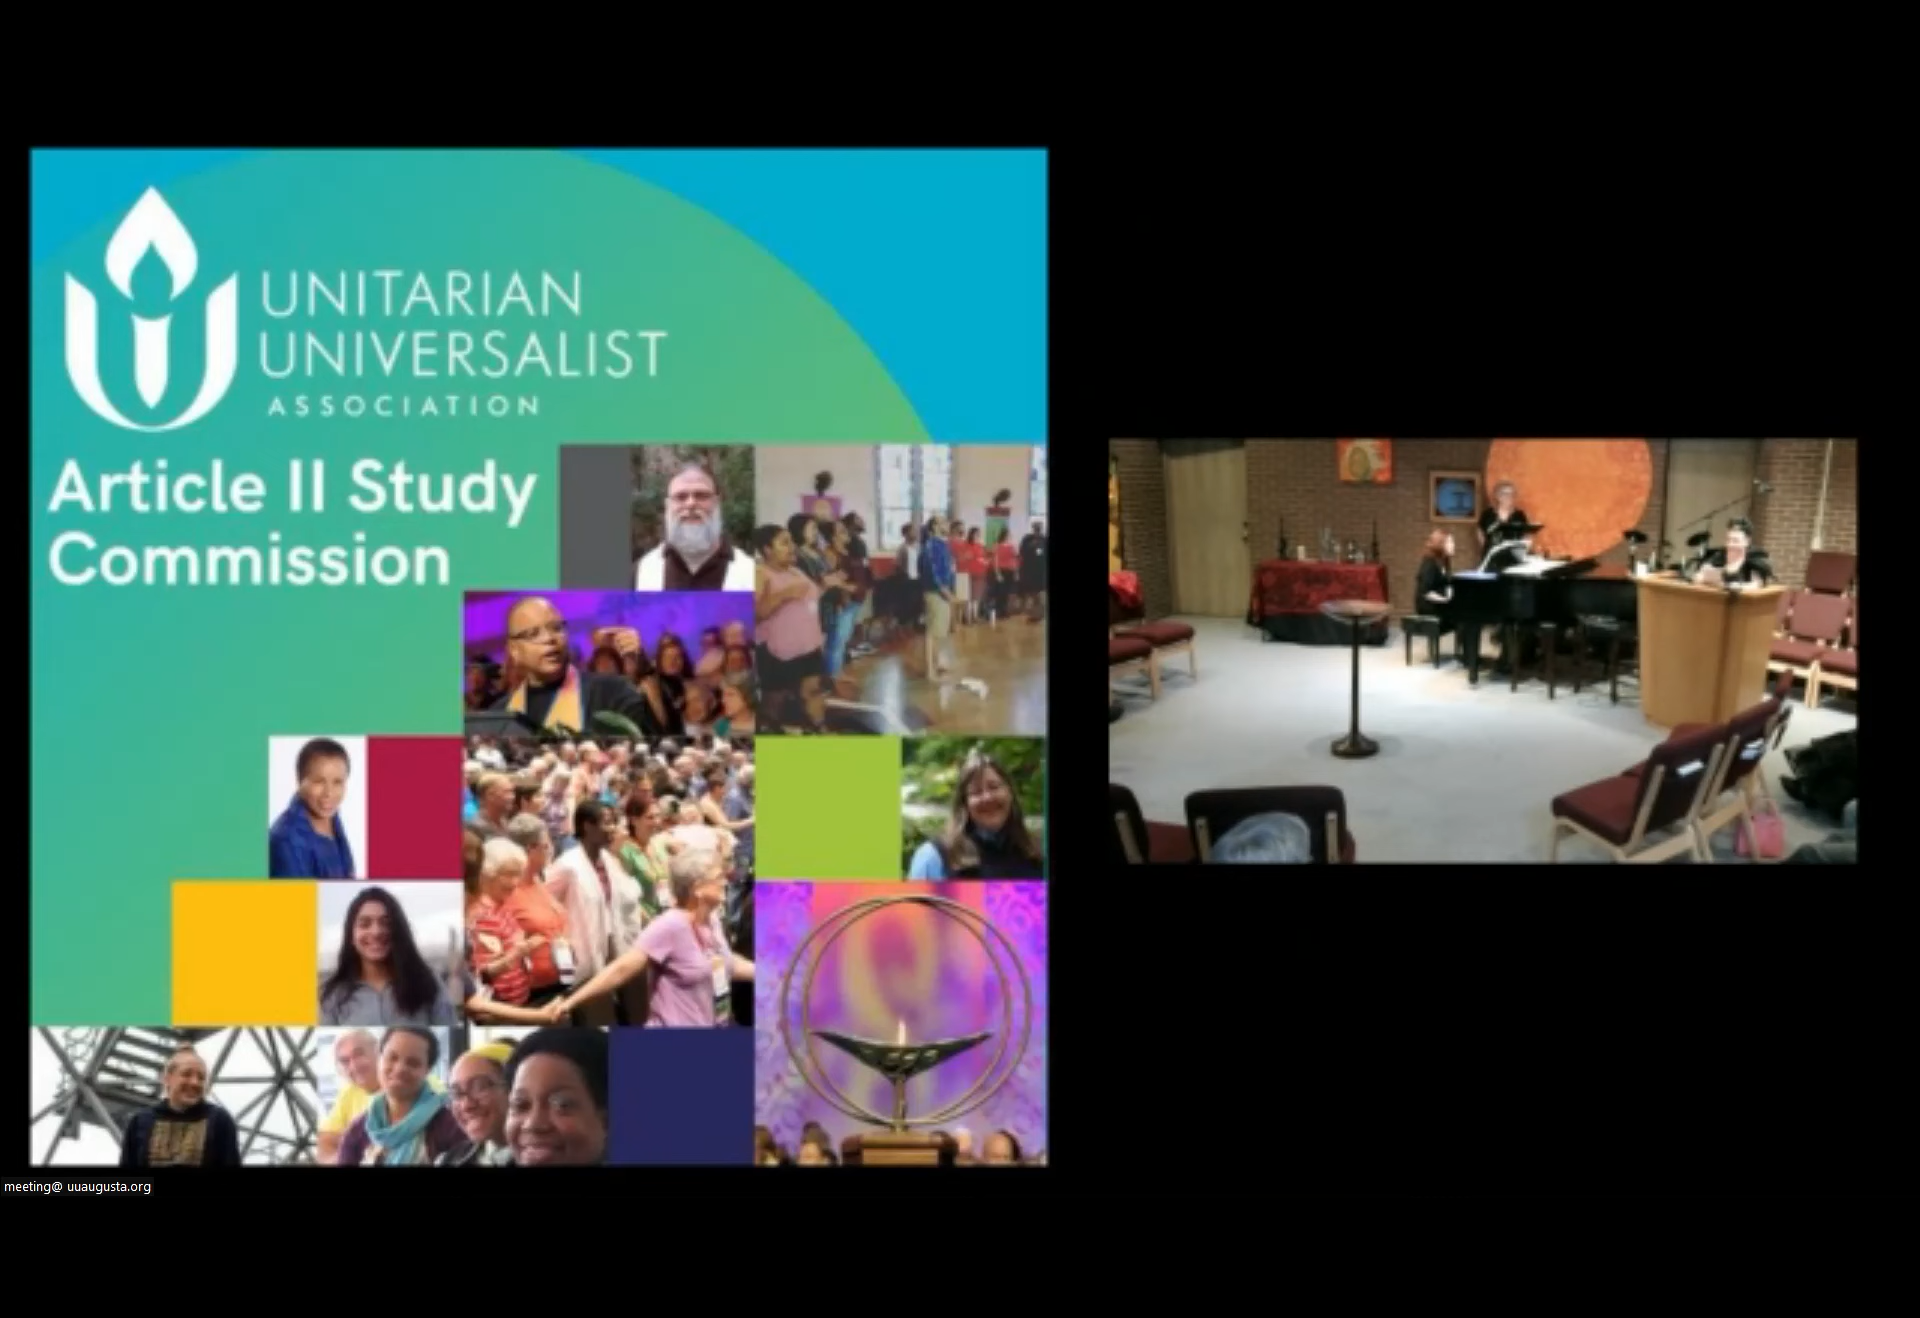 UNITARIAN
UNIVERSALIST
ASSOCIATION
Article II Study
Commission
meeting@ uuaugusta.org